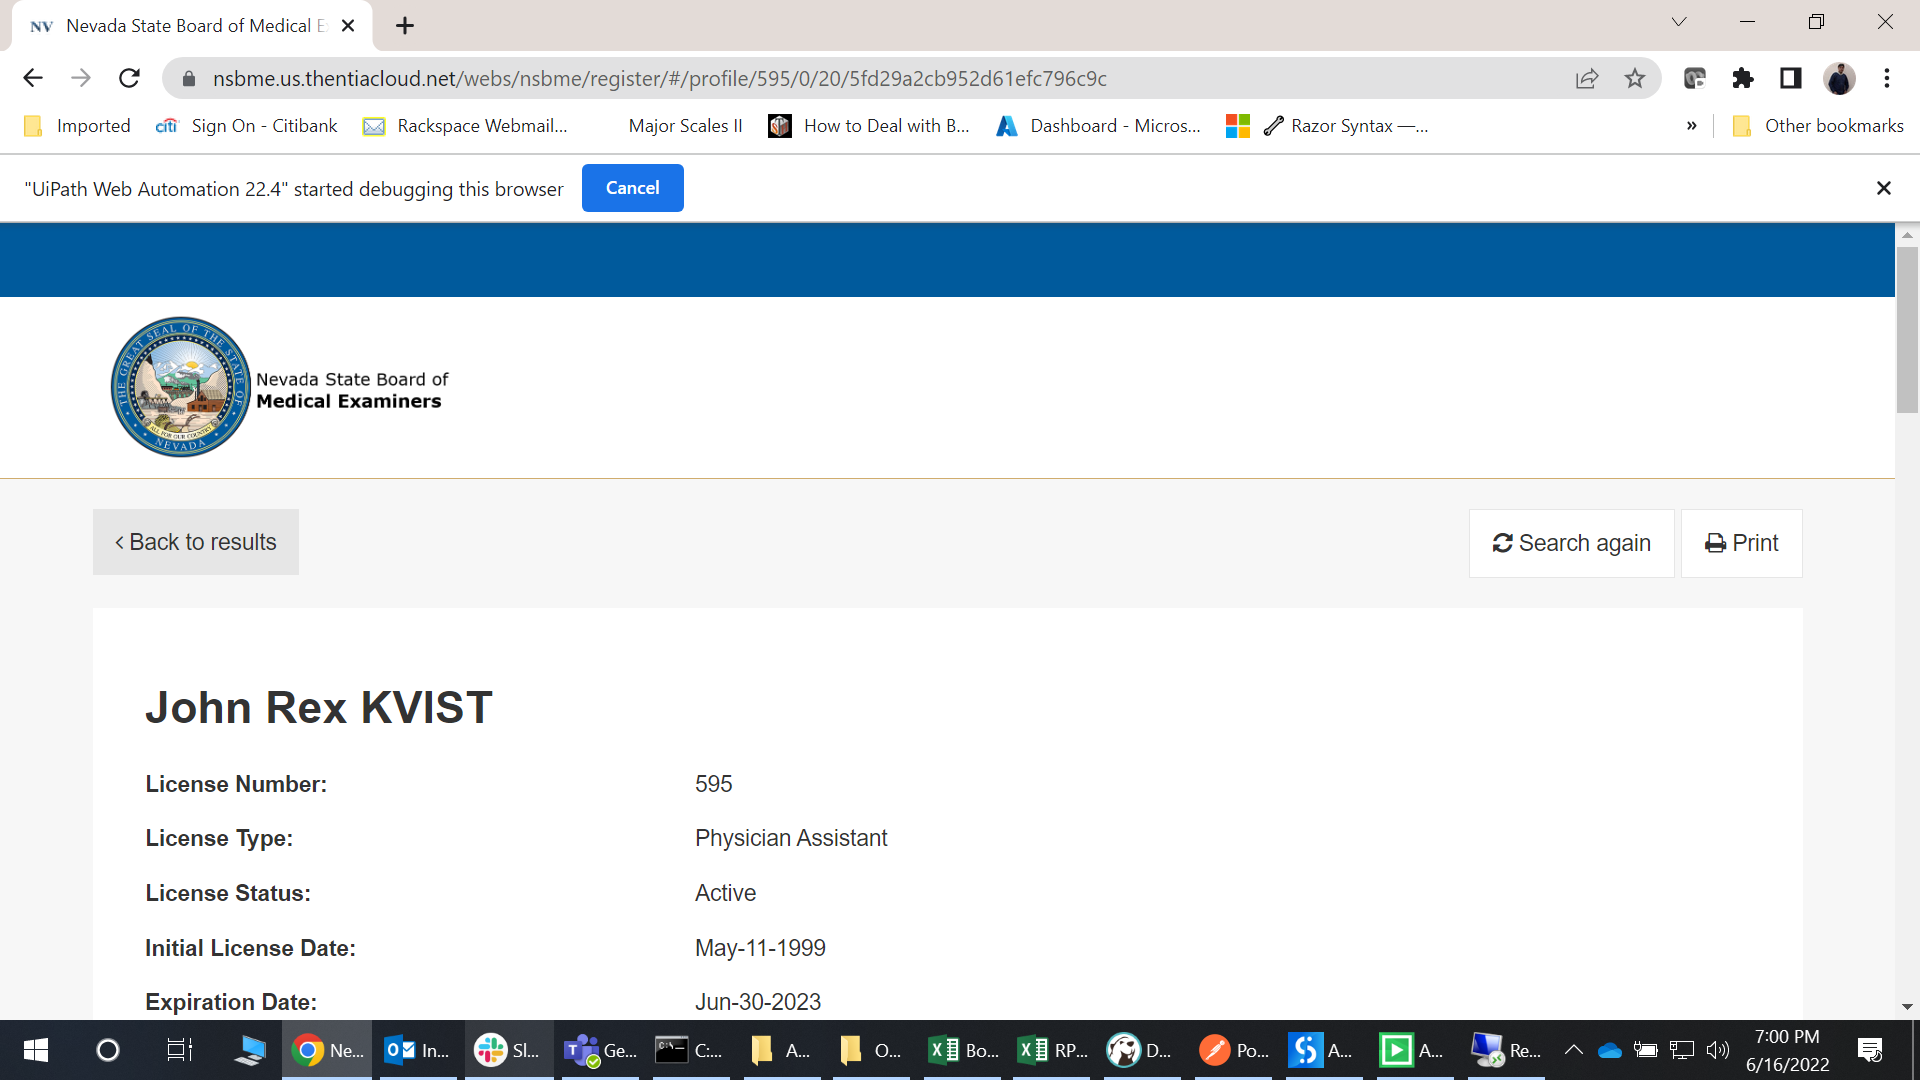 NV Nevada State Board of Medical E
nsbme.us.thentiacloud.net/webs/nsbme/register/#/profile/595/0/20/5fd29a2cb952d61efc796c9c
Imported citi Sign On - Citibank Rackspace Webmail... Major Scales II How to Deal with B... Dashboard - Micros... Razor Syntax —... » Other bookmarks
"UiPath Web Automation 22.4" started debugging this browser Cancel
THE GREAT SEAL OF THE STATE OF NEVADA
ALL FOR OUR COUNTRY
Nevada State Board of
Medical Examiners
Back to results Search again Print
John Rex KVIST
License Number: 595
License Type: Physician Assistant
License Status: Active
Initial License Date: May-11-1999
Expiration Date: Jun-30-2023
Ne... In... Sl... Ge... C:... A... O... Bo... RP... D... Po... A... A... Re... 7:00 PM
6/16/2022